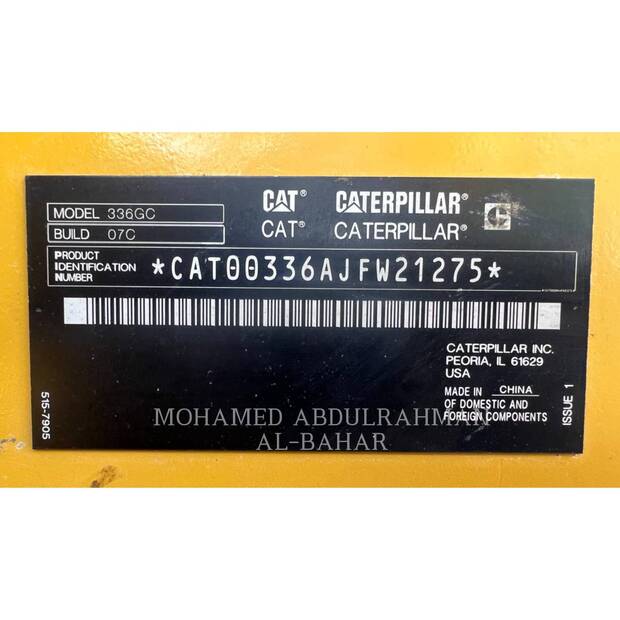 MODEL 336GC
BUILD 07C
CAT® CATERPILLAR®
CAT® CATERPILLAR®
PRODUCT
IDENTIFICATION
NUMBER
*CAT00336AJFW21275*
CATERPILLAR INC.
PEORIA, IL 61629
USA
MADE IN CHINA
OF DOMESTIC AND
FOREIGN COMPONENTS
ISSUE 1
515-7905
MOHAMED ABDULRAHMAN
AL-BAHAR